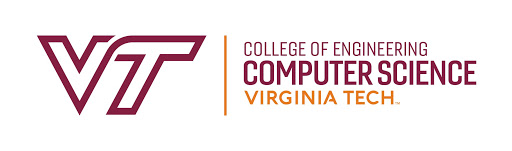 VT
COLLEGE OF ENGINEERING
COMPUTER SCIENCE
VIRGINIA TECH™